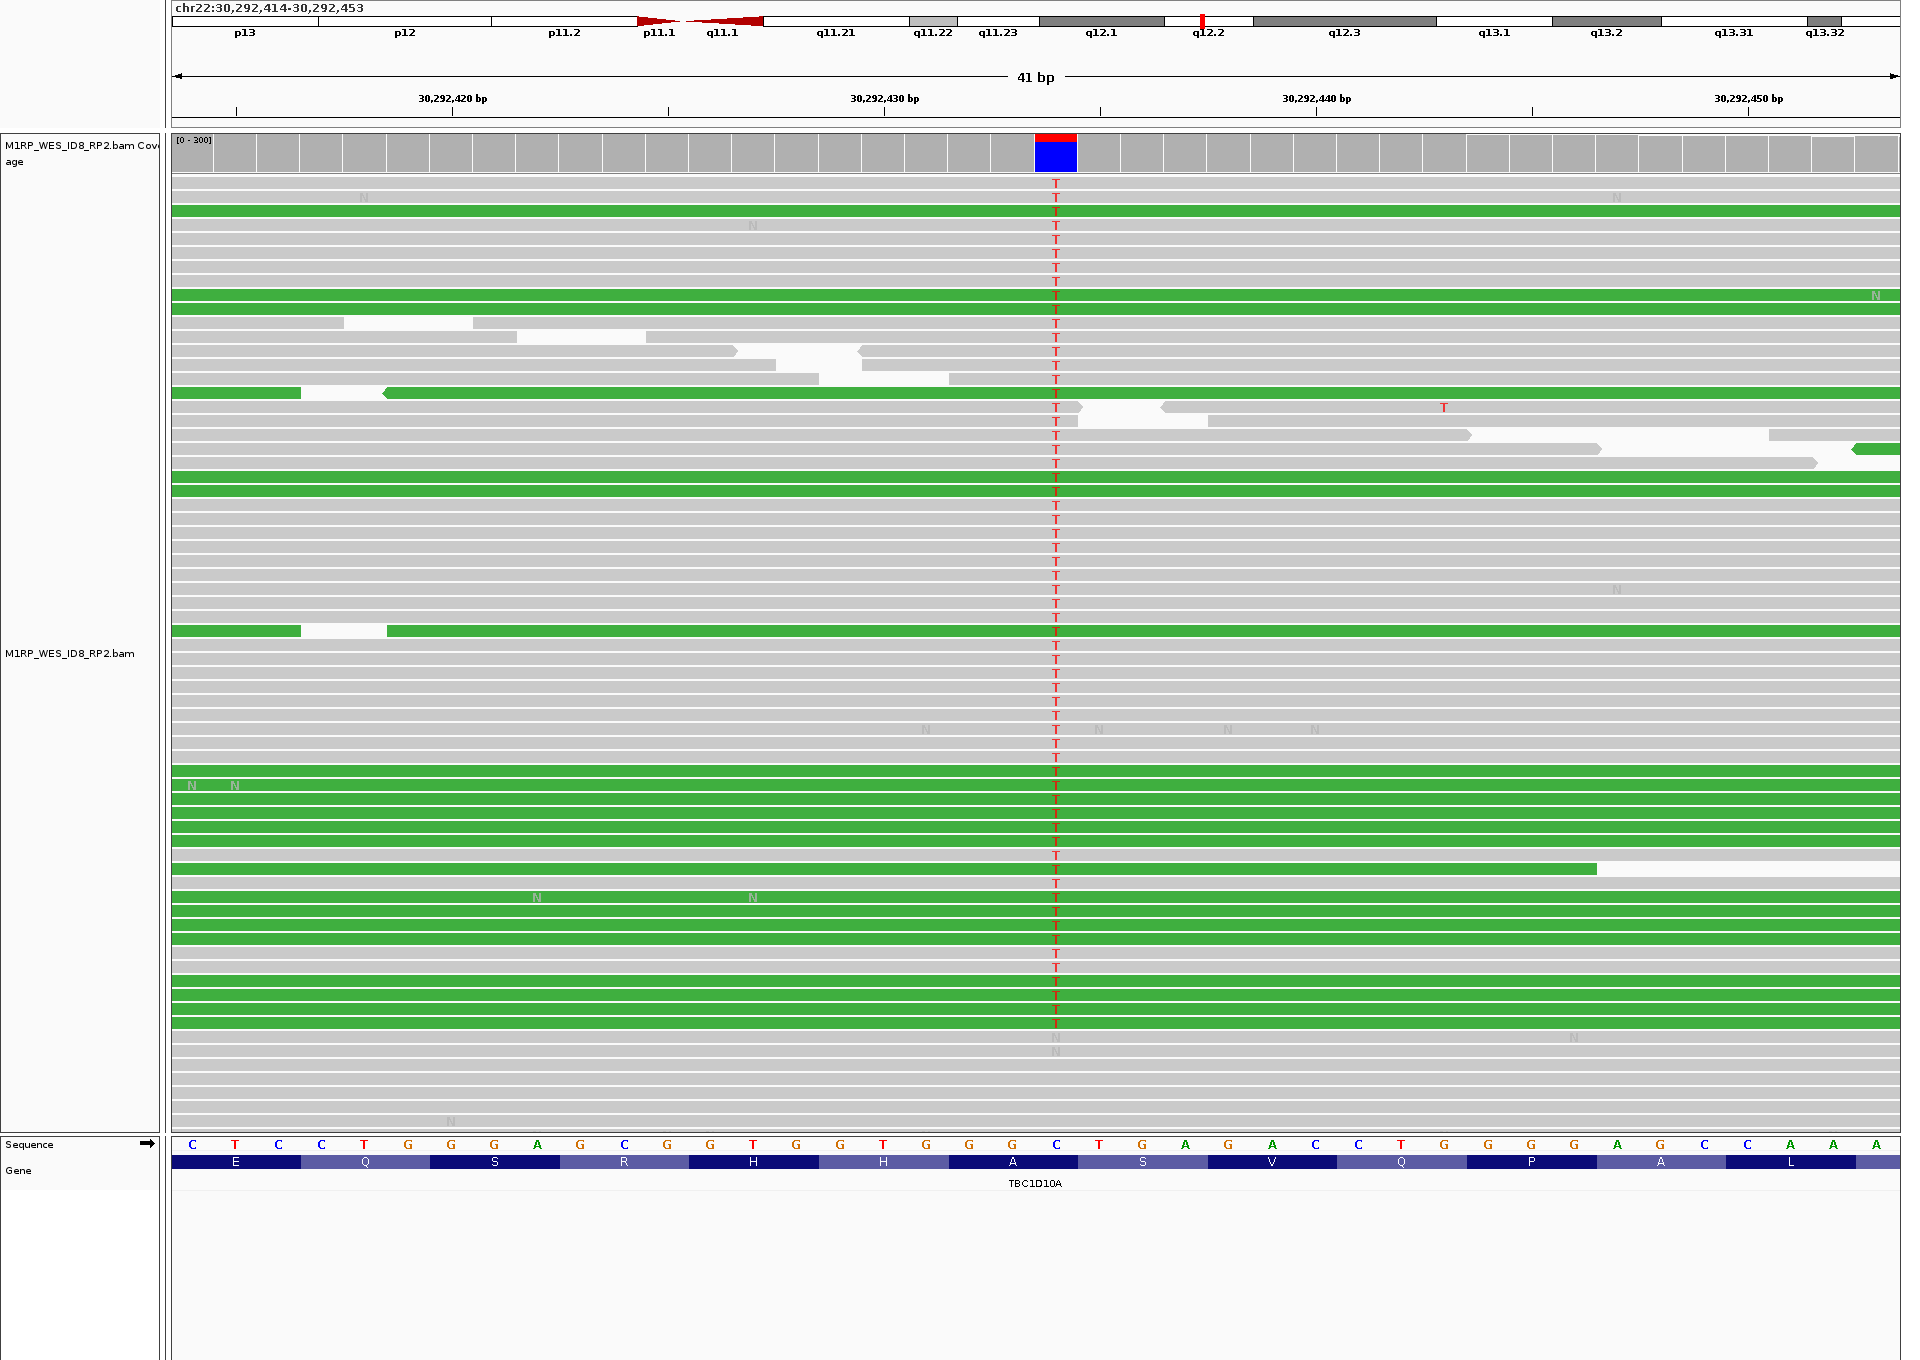 chr22:30,292,414-30,292,453
p13 p12 p11.2 p11.1 q11.1 q11.21 q11.22 q11.23 q12.1 q12.2 q12.3 q13.1 q13.2 q13.31 q13.32
41 bp
30,292,420 bp 30,292,430 bp 30,292,440 bp 30,292,450 bp
M1RP_WES_ID8_RP2.bam Cov
age
[0 - 300]
T
N T N
T
N T
T
T
T
T
T N
T
T
T
T
T
T
T
T T
T
T
T
T
T
T
T
T
T
T
T
T
T N
T
T
T
T
M1RP_WES_ID8_RP2.bam
T
T
T
T
T
N T N N N
T
T
T
N N T
T
T
T
T
T
T
T
N N T
T
T
T
T
T
T
T
T
T
N N
N
N
Sequence
C T C C T G G G A G C G G T G G T G G G C T G A G A C C T G G G G A G C C A A A
Gene
E Q S R H H A S V Q P A L
TBC1D10A